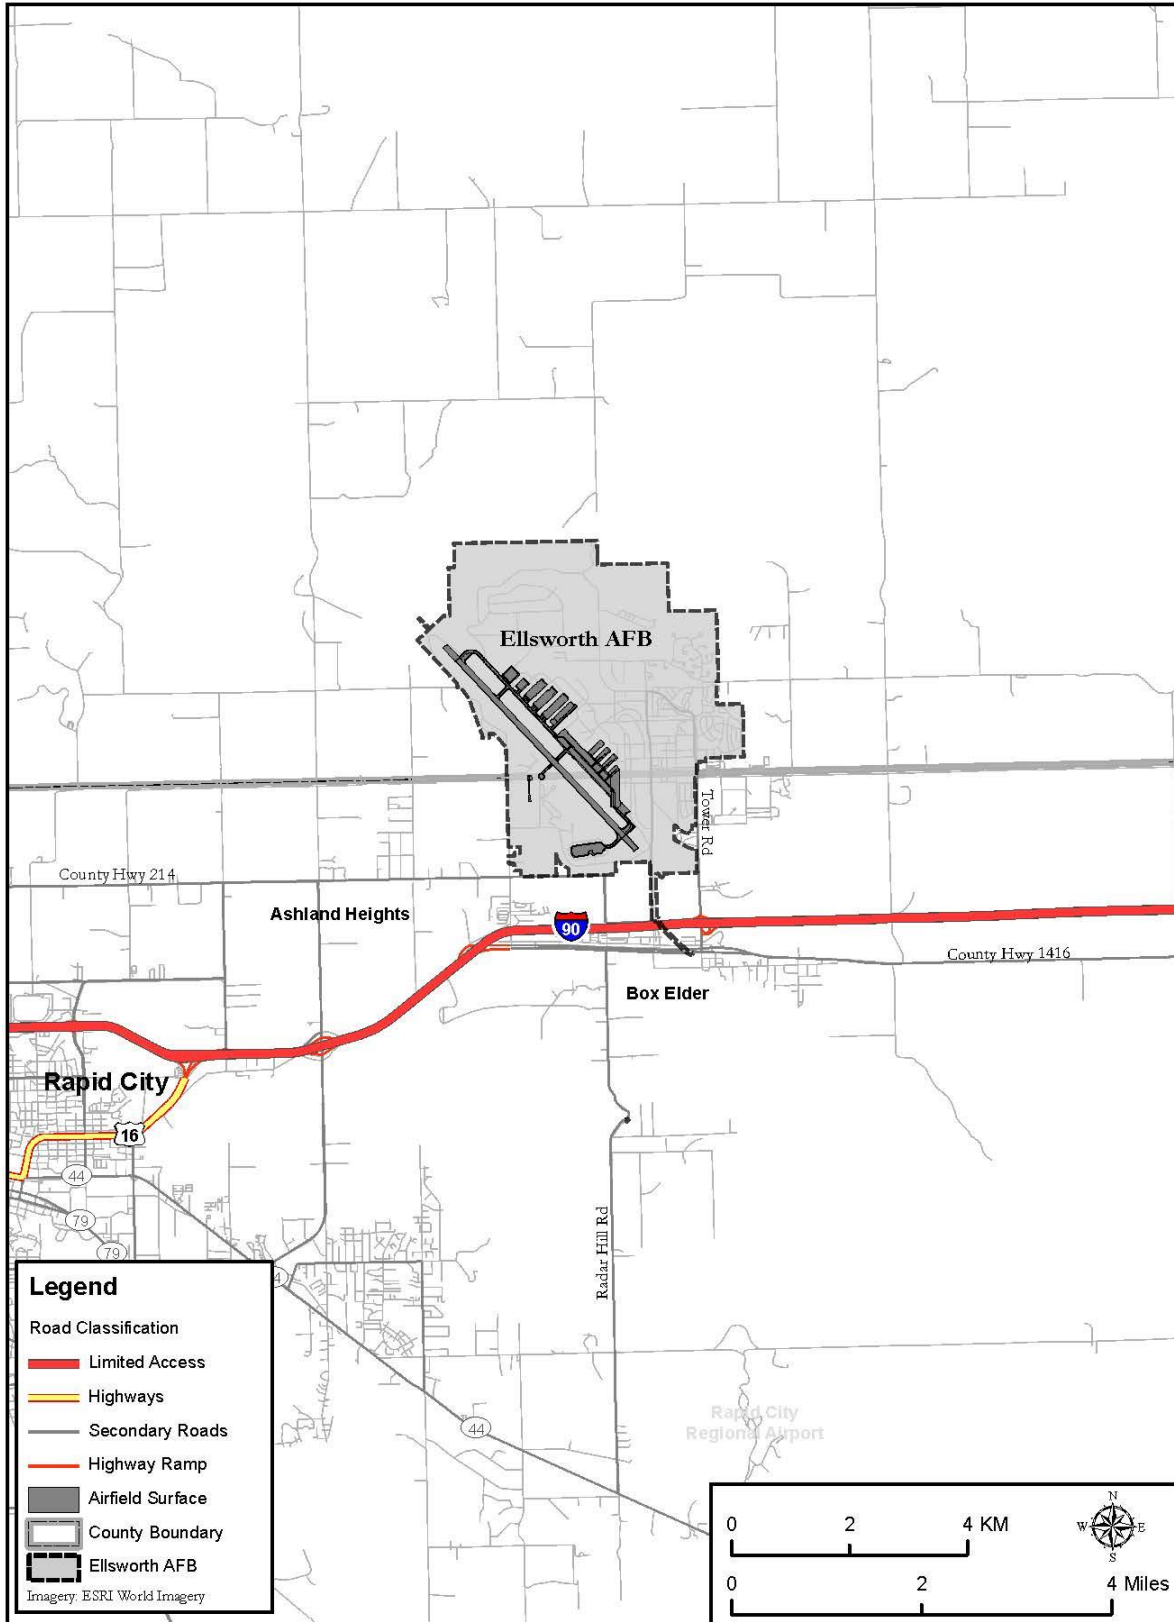 Ellsworth AFB
Tower Rd
County Hwy 214
Ashland Heights
90
County Hwy 1416
Box Elder
Rapid City
16
44
79
79
4
Radar Hill Rd
44
Rapid City
Regional Airport
Legend
Road Classification
Limited Access
Highways
Secondary Roads
Highway Ramp
Airfield Surface
County Boundary
Ellsworth AFB
Imagery: ESRI World Imagery
N
W E
S
0 2 4 KM
0 2 4 Miles